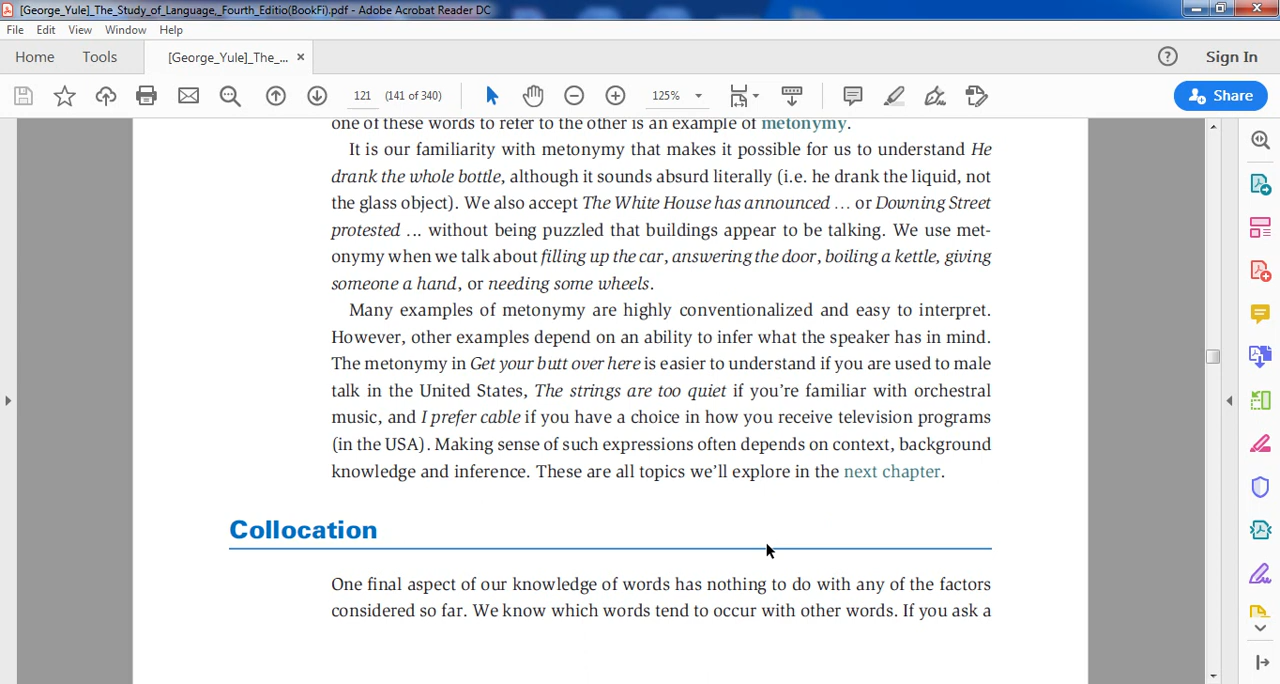 [George_Yule]_The_Study_of_Language,_Fourth_Editio(BookFi).pdf - Adobe Acrobat Reader DC
File Edit View Window Help
Home Tools [George_Yule]_The_... × ? Sign In
121 (141 of 340) 125% Share
one of these words to refer to the other is an example of metonymy.
It is our familiarity with metonymy that makes it possible for us to understand He
drank the whole bottle, although it sounds absurd literally (i.e. he drank the liquid, not
the glass object). We also accept The White House has announced … or Downing Street
protested … without being puzzled that buildings appear to be talking. We use met-
onymy when we talk about filling up the car, answering the door, boiling a kettle, giving
someone a hand, or needing some wheels.
Many examples of metonymy are highly conventionalized and easy to interpret.
However, other examples depend on an ability to infer what the speaker has in mind.
The metonymy in Get your butt over here is easier to understand if you are used to male
talk in the United States, The strings are too quiet if you're familiar with orchestral
music, and I prefer cable if you have a choice in how you receive television programs
(in the USA). Making sense of such expressions often depends on context, background
knowledge and inference. These are all topics we'll explore in the next chapter.
Collocation
One final aspect of our knowledge of words has nothing to do with any of the factors
considered so far. We know which words tend to occur with other words. If you ask a